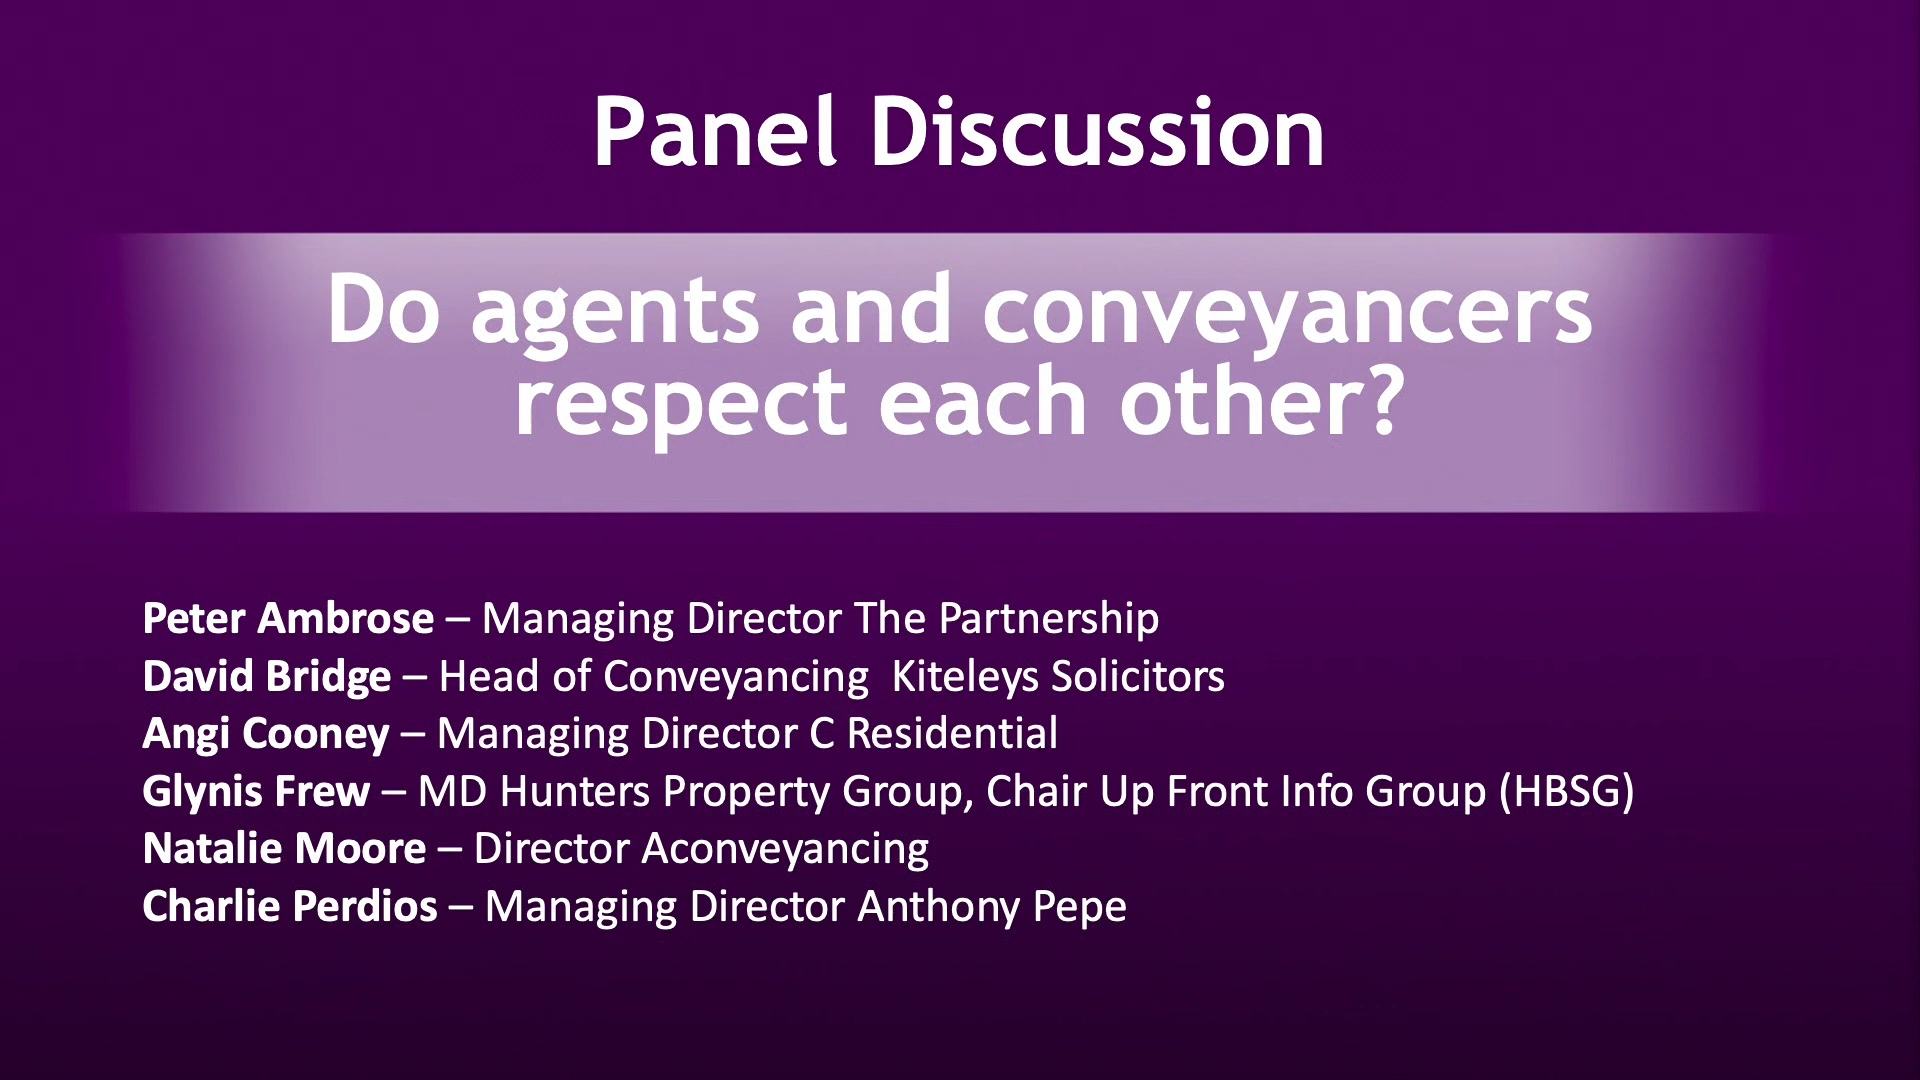 Panel Discussion
Do agents and conveyancers
respect each other?
Peter Ambrose – Managing Director The Partnership
David Bridge – Head of Conveyancing  Kiteleys Solicitors
Angi Cooney – Managing Director C Residential
Glynis Frew – MD Hunters Property Group, Chair Up Front Info Group (HBSG)
Natalie Moore – Director Aconveyancing
Charlie Perdios – Managing Director Anthony Pepe